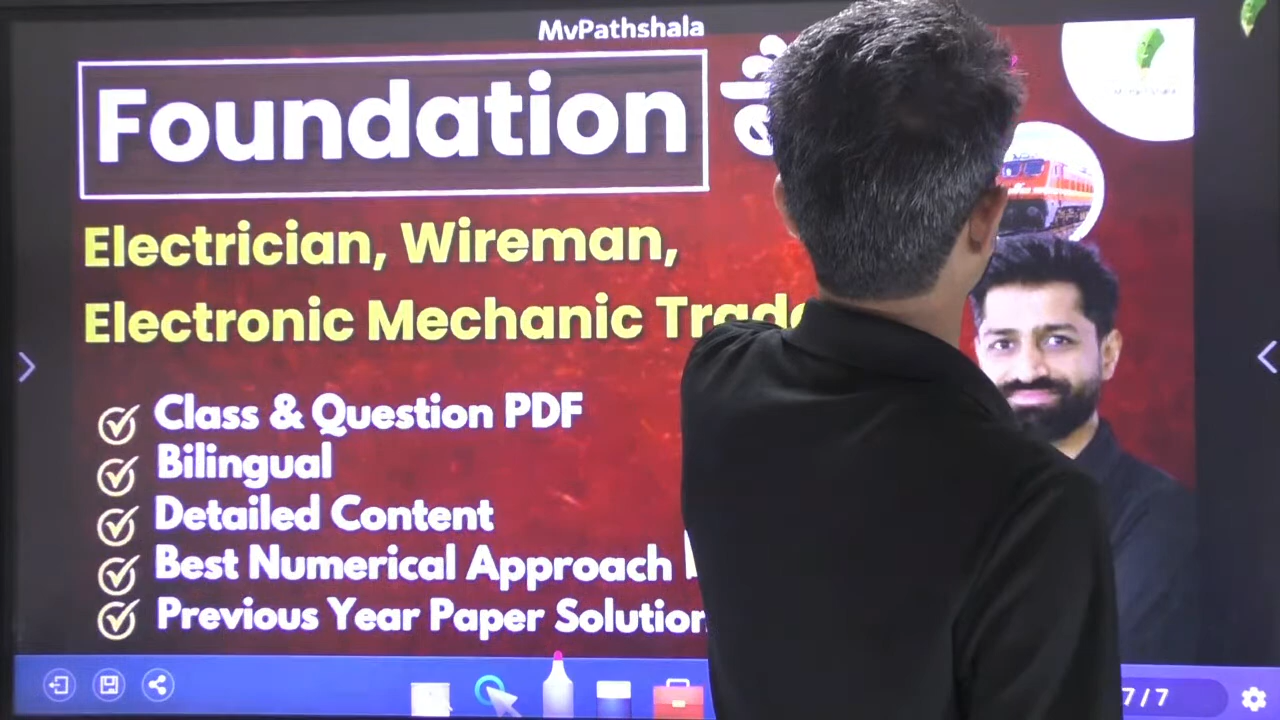 MvPathshala
Foundation
Electrician, Wireman,
Electronic Mechanic Trade
Class & Question PDF
Bilingual
Detailed Content
Best Numerical Approach
Previous Year Paper Solution
7/7